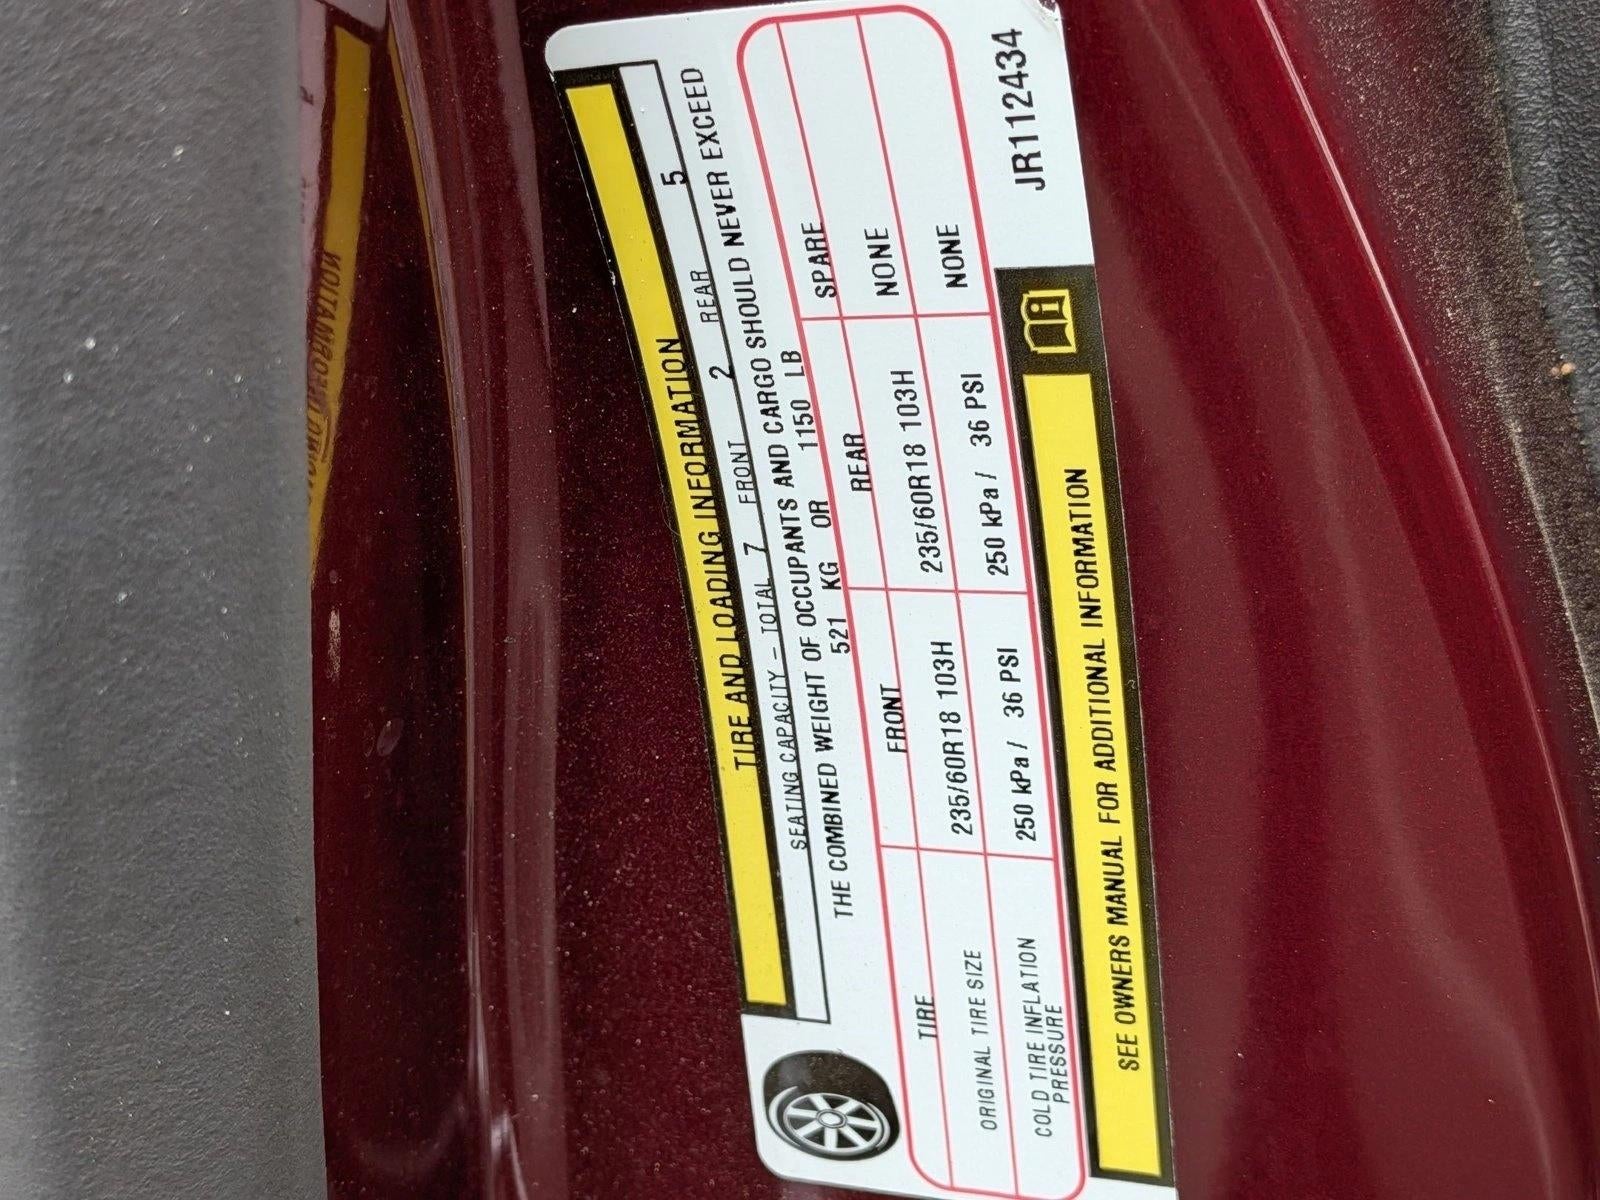 TIRE AND LOADING INFORMATION
SEATING CAPACITY - TOTAL 7 FRONT 2 REAR 5
THE COMBINED WEIGHT OF OCCUPANTS AND CARGO SHOULD NEVER EXCEED
521 KG OR 1150 LB
TIRE FRONT REAR SPARE
ORIGINAL TIRE SIZE 235/60R18 103H 235/60R18 103H NONE
COLD TIRE INFLATION PRESSURE 250 kPa / 36 PSI 250 kPa / 36 PSI NONE
SEE OWNERS MANUAL FOR ADDITIONAL INFORMATION
JR112434